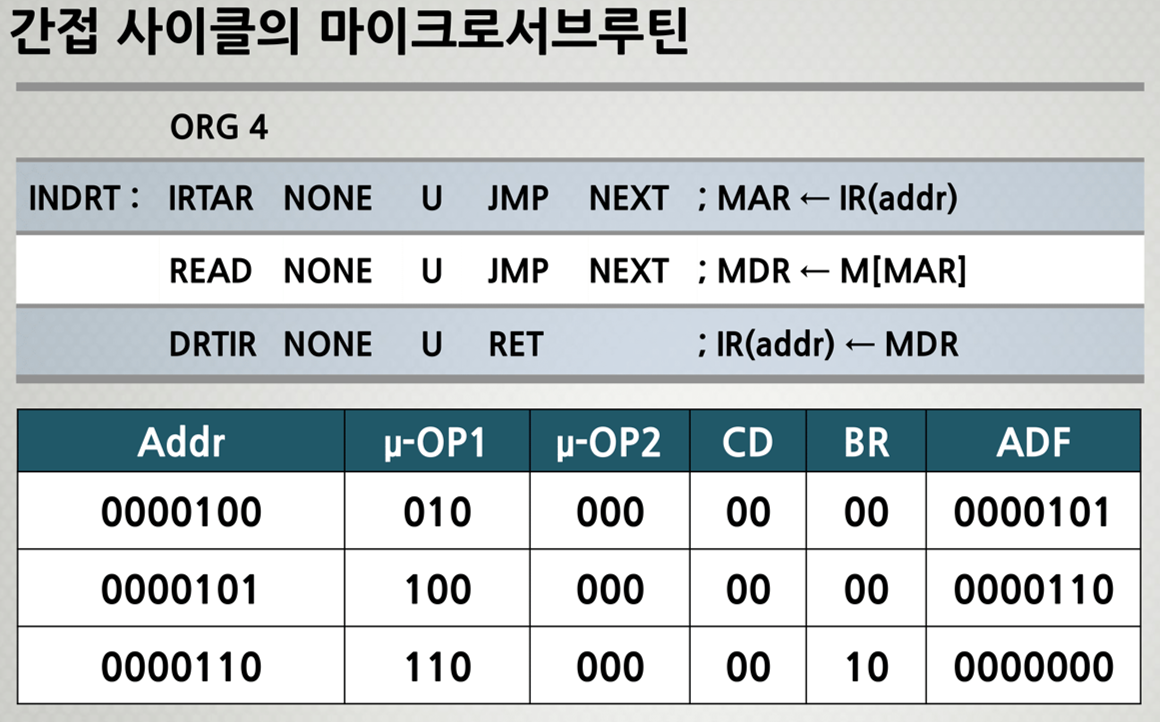 간접 사이클의 마이크로서브루틴
ORG 4
INDRT : IRTAR NONE U JMP NEXT ; MAR ← IR(addr)
READ NONE U JMP NEXT ; MDR ← M[MAR]
DRTIR NONE U RET ; IR(addr) ← MDR
Addr μ-OP1 μ-OP2 CD BR ADF
0000100 010 000 00 00 0000101
0000101 100 000 00 00 0000110
0000110 110 000 00 10 0000000